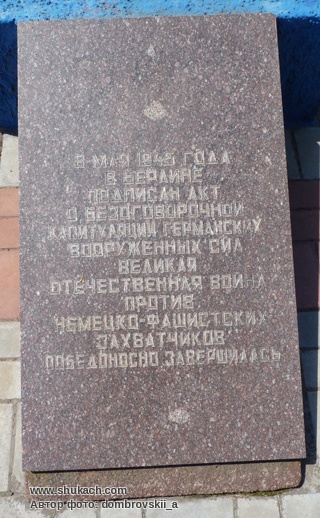 8 МАЯ 1945 ГОДА
В БЕРЛИНЕ
ПОДПИСАН АКТ
О БЕЗОГОВОРОЧНОЙ
КАПИТУЛЯЦИИ ГЕРМАНСКИХ
ВООРУЖЕННЫХ СИЛ
ВЕЛИКАЯ
ОТЕЧЕСТВЕННАЯ ВОЙНА
ПРОТИВ
НЕМЕЦКО-ФАШИСТСКИХ
ЗАХВАТЧИКОВ
ПОБЕДОНОСНО ЗАВЕРШИЛАСЬ
www.shukach.com
Автор фото: dombrovskii_a